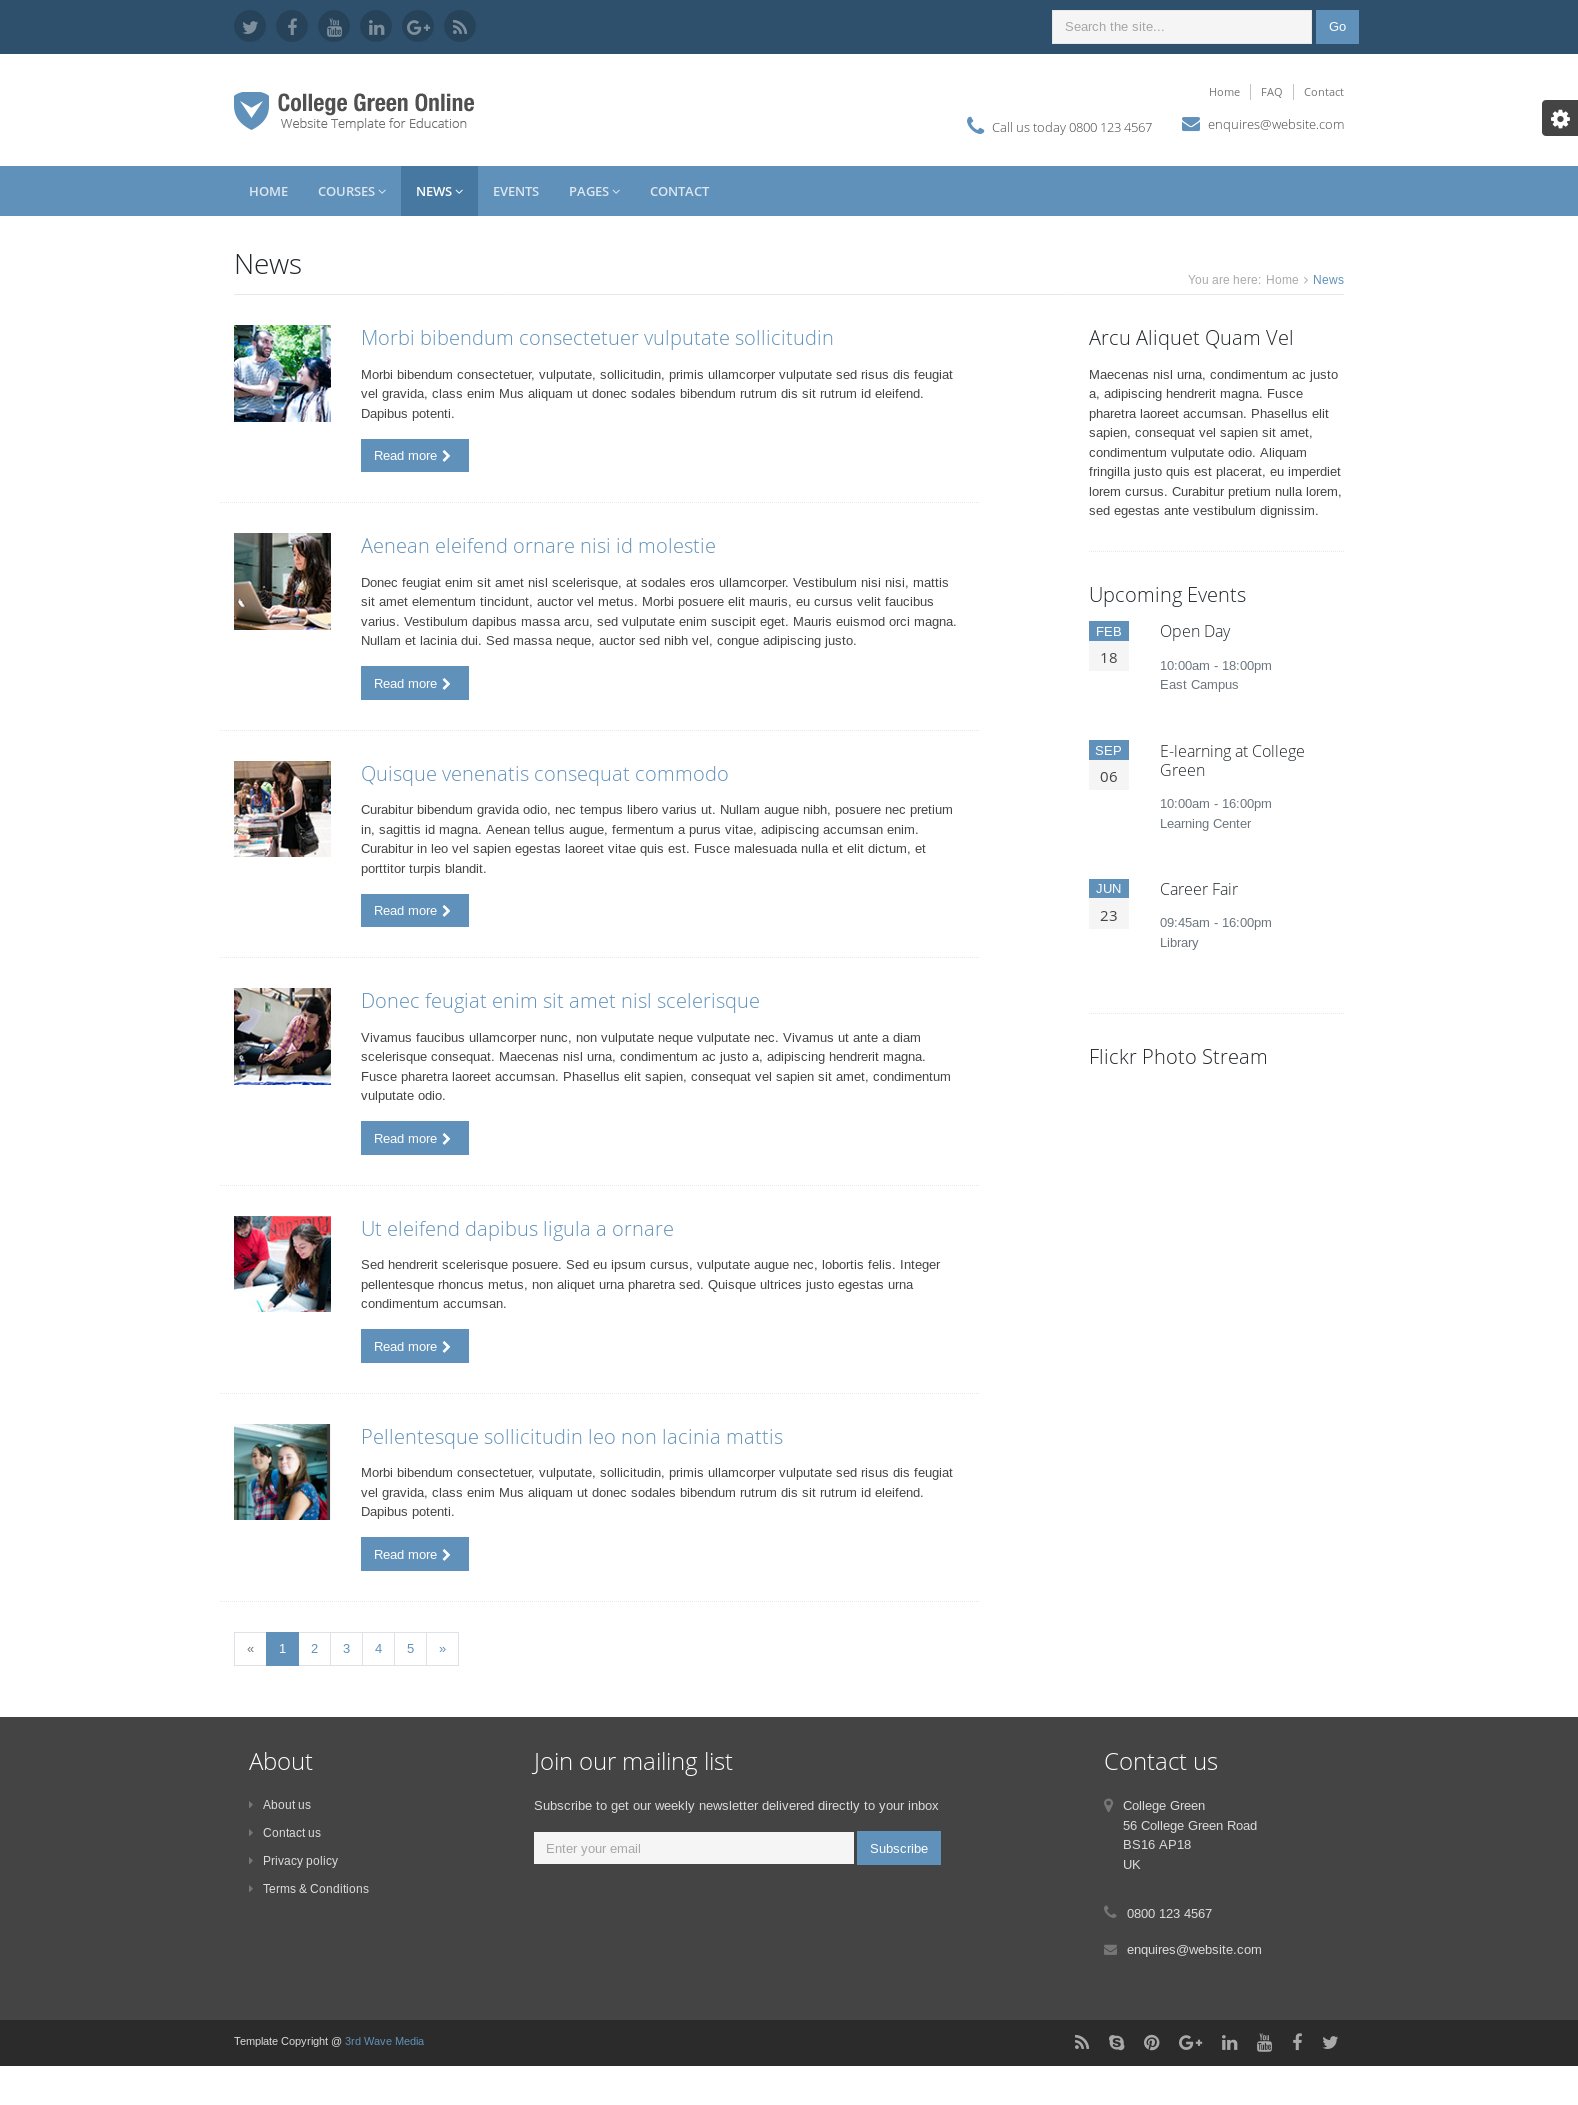 Search the site...
Go
College Green Online
Website Template for Education
Home
FAQ
Contact
Call us today 0800 123 4567
enquires@website.com
HOME
COURSES
NEWS
EVENTS
PAGES
CONTACT
News
You are here: Home > News
Morbi bibendum consectetuer vulputate sollicitudin
Morbi bibendum consectetuer, vulputate, sollicitudin, primis ullamcorper vulputate sed risus dis feugiat
vel gravida, class enim Mus aliquam ut donec sodales bibendum rutrum dis sit rutrum id eleifend.
Dapibus potenti.
Read more
Aenean eleifend ornare nisi id molestie
Donec feugiat enim sit amet nisl scelerisque, at sodales eros ullamcorper. Vestibulum nisi nisi, mattis
sit amet elementum tincidunt, auctor vel metus. Morbi posuere elit mauris, eu cursus velit faucibus
varius. Vestibulum dapibus massa arcu, sed vulputate enim suscipit eget. Mauris euismod orci magna.
Nullam et lacinia dui. Sed massa neque, auctor sed nibh vel, congue adipiscing justo.
Read more
Quisque venenatis consequat commodo
Curabitur bibendum gravida odio, nec tempus libero varius ut. Nullam augue nibh, posuere nec pretium
in, sagittis id magna. Aenean tellus augue, fermentum a purus vitae, adipiscing accumsan enim.
Curabitur in leo vel sapien egestas laoreet vitae quis est. Fusce malesuada nulla et elit dictum, et
porttitor turpis blandit.
Read more
Donec feugiat enim sit amet nisl scelerisque
Vivamus faucibus ullamcorper nunc, non vulputate neque vulputate nec. Vivamus ut ante a diam
scelerisque consequat. Maecenas nisl urna, condimentum ac justo a, adipiscing hendrerit magna.
Fusce pharetra laoreet accumsan. Phasellus elit sapien, consequat vel sapien sit amet, condimentum
vulputate odio.
Read more
Ut eleifend dapibus ligula a ornare
Sed hendrerit scelerisque posuere. Sed eu ipsum cursus, vulputate augue nec, lobortis felis. Integer
pellentesque rhoncus metus, non aliquet urna pharetra sed. Quisque ultrices justo egestas urna
condimentum accumsan.
Read more
Pellentesque sollicitudin leo non lacinia mattis
Morbi bibendum consectetuer, vulputate, sollicitudin, primis ullamcorper vulputate sed risus dis feugiat
vel gravida, class enim Mus aliquam ut donec sodales bibendum rutrum dis sit rutrum id eleifend.
Dapibus potenti.
Read more
« 1 2 3 4 5 »
Arcu Aliquet Quam Vel
Maecenas nisl urna, condimentum ac justo
a, adipiscing hendrerit magna. Fusce
pharetra laoreet accumsan. Phasellus elit
sapien, consequat vel sapien sit amet,
condimentum vulputate odio. Aliquam
fringilla justo quis est placerat, eu imperdiet
lorem cursus. Curabitur pretium nulla lorem,
sed egestas ante vestibulum dignissim.
Upcoming Events
FEB
18
Open Day
10:00am - 18:00pm
East Campus
SEP
06
E-learning at College
Green
10:00am - 16:00pm
Learning Center
JUN
23
Career Fair
09:45am - 16:00pm
Library
Flickr Photo Stream
About
About us
Contact us
Privacy policy
Terms & Conditions
Join our mailing list
Subscribe to get our weekly newsletter delivered directly to your inbox
Enter your email
Subscribe
Contact us
College Green
56 College Green Road
BS16 AP18
UK
0800 123 4567
enquires@website.com
Template Copyright @ 3rd Wave Media